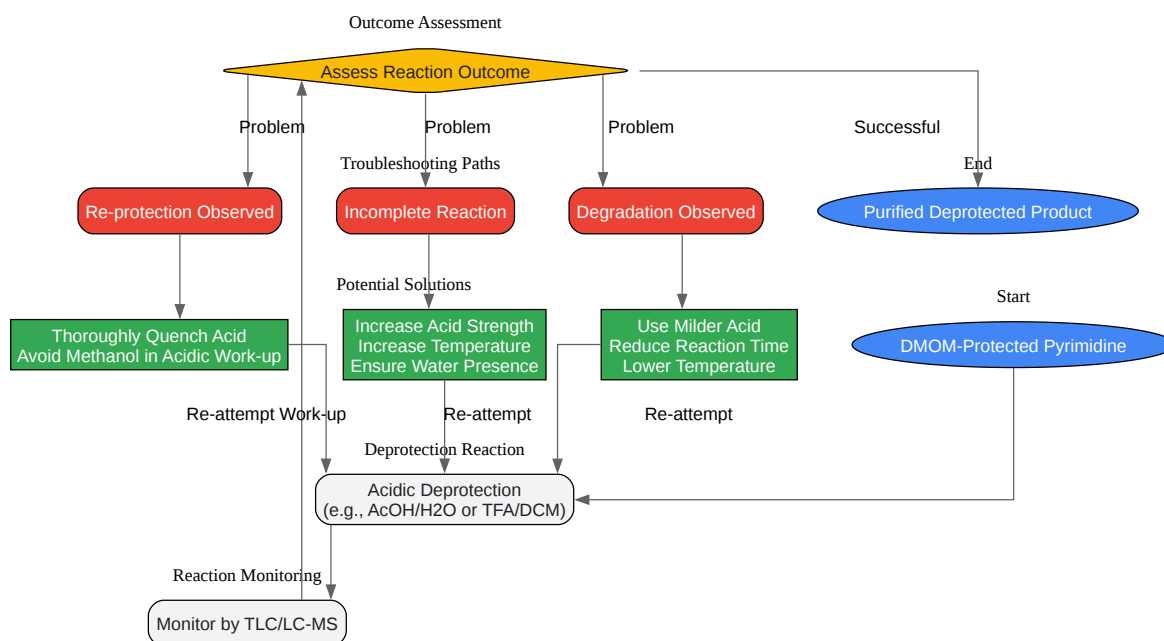 Outcome Assessment
Assess Reaction Outcome
Problem
Problem
Problem
Successful
Troubleshooting Paths
End
Re-protection Observed
Incomplete Reaction
Degradation Observed
Purified Deprotected Product
Potential Solutions
Start
Thoroughly Quench Acid
Avoid Methanol in Acidic Work-up
Increase Acid Strength
Increase Temperature
Ensure Water Presence
Use Milder Acid
Reduce Reaction Time
Lower Temperature
DMOM-Protected Pyrimidine
Re-attempt Work-up
Re-attempt
Re-attempt
Deprotection Reaction
Acidic Deprotection
(e.g., AcOH/H2O or TFA/DCM)
Reaction Monitoring
Monitor by TLC/LC-MS